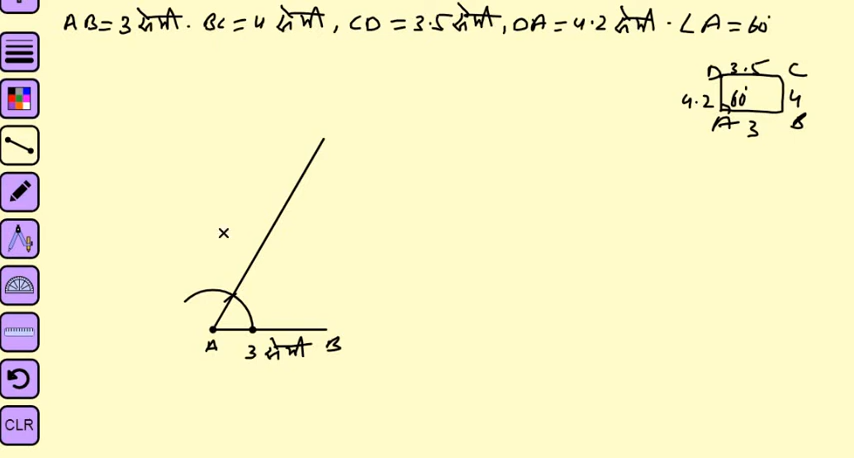 AB = 3 सेमी. BC = 4 सेमी, CD = 3.5 सेमी, DA = 4.2 सेमी. ∠A = 60°
D 3.5 C
4.2 60° 4
A 3 B
×
A 3 सेमी B
CLR